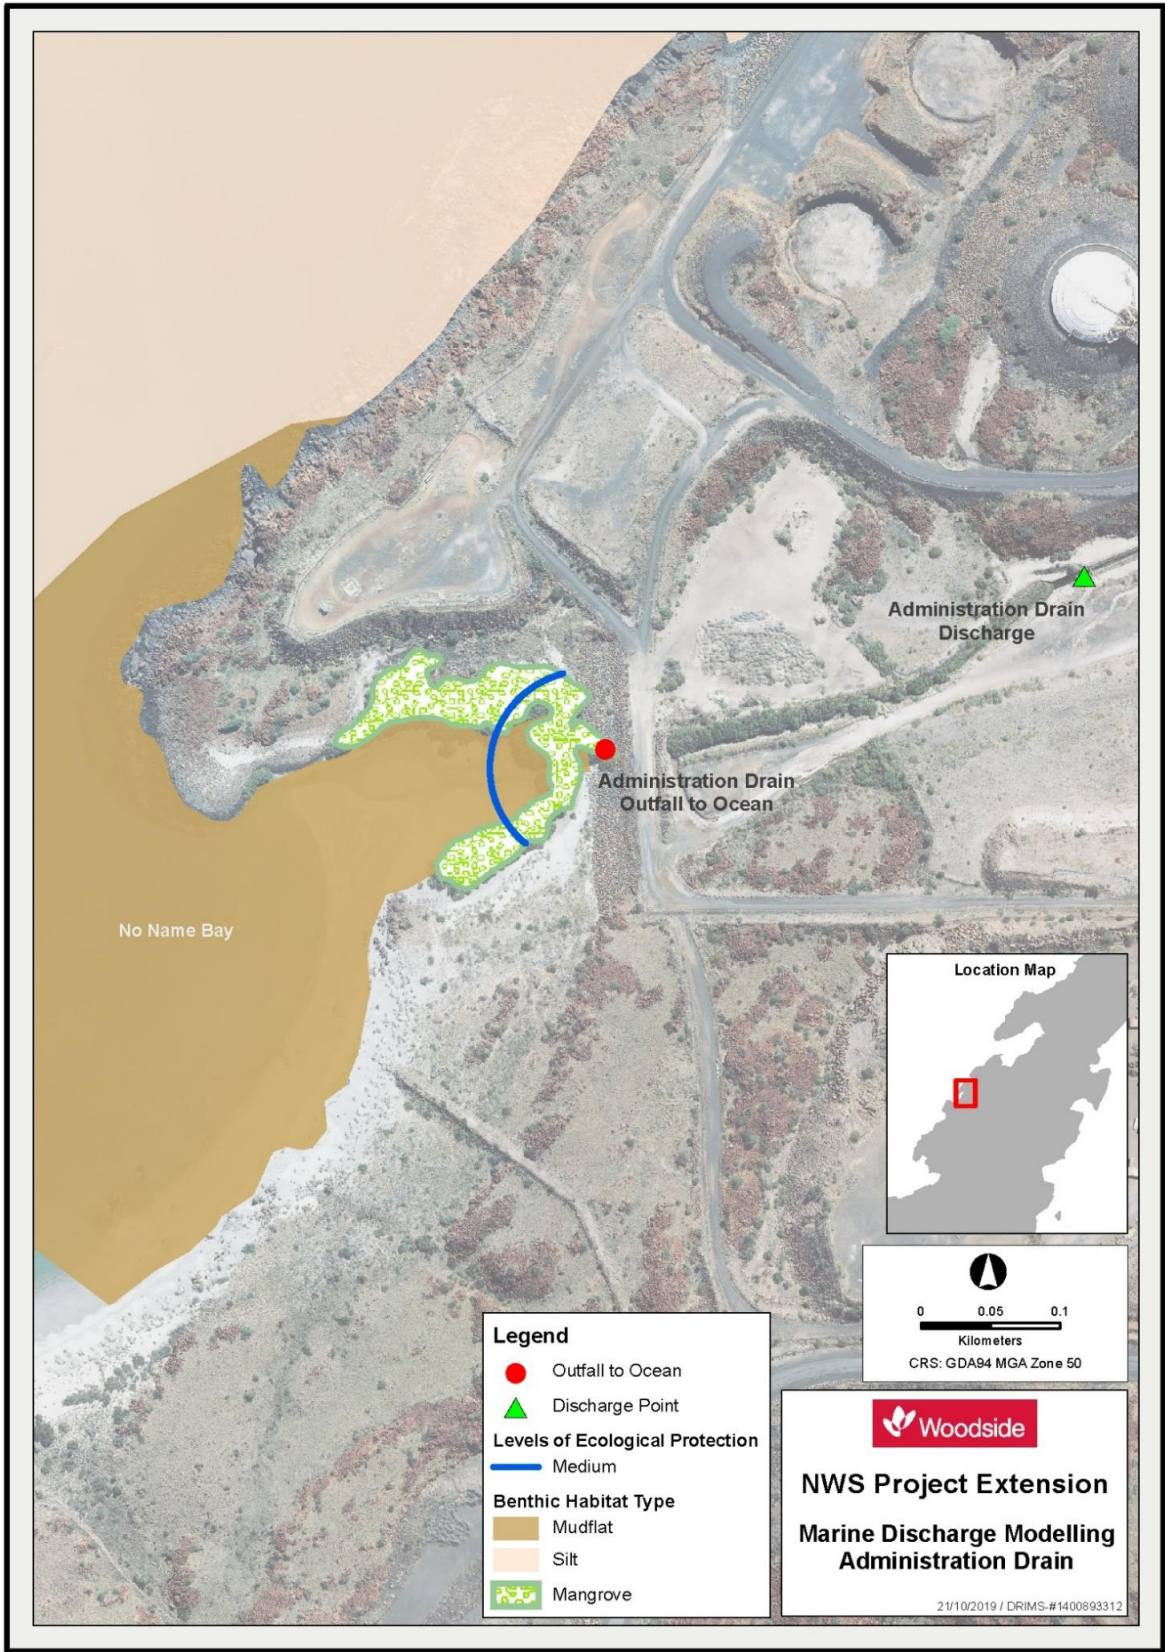 Administration Drain
Discharge
Administration Drain
Outfall to Ocean
No Name Bay
Location Map
0 0.05 0.1
Kilometers
CRS: GDA94 MGA Zone 50
Legend
Outfall to Ocean
Discharge Point
Levels of Ecological Protection
Medium
Benthic Habitat Type
Mudflat
Silt
Mangrove
Woodside
NWS Project Extension
Marine Discharge Modelling
Administration Drain
21/10/2019 / DRIMS-#1400893312